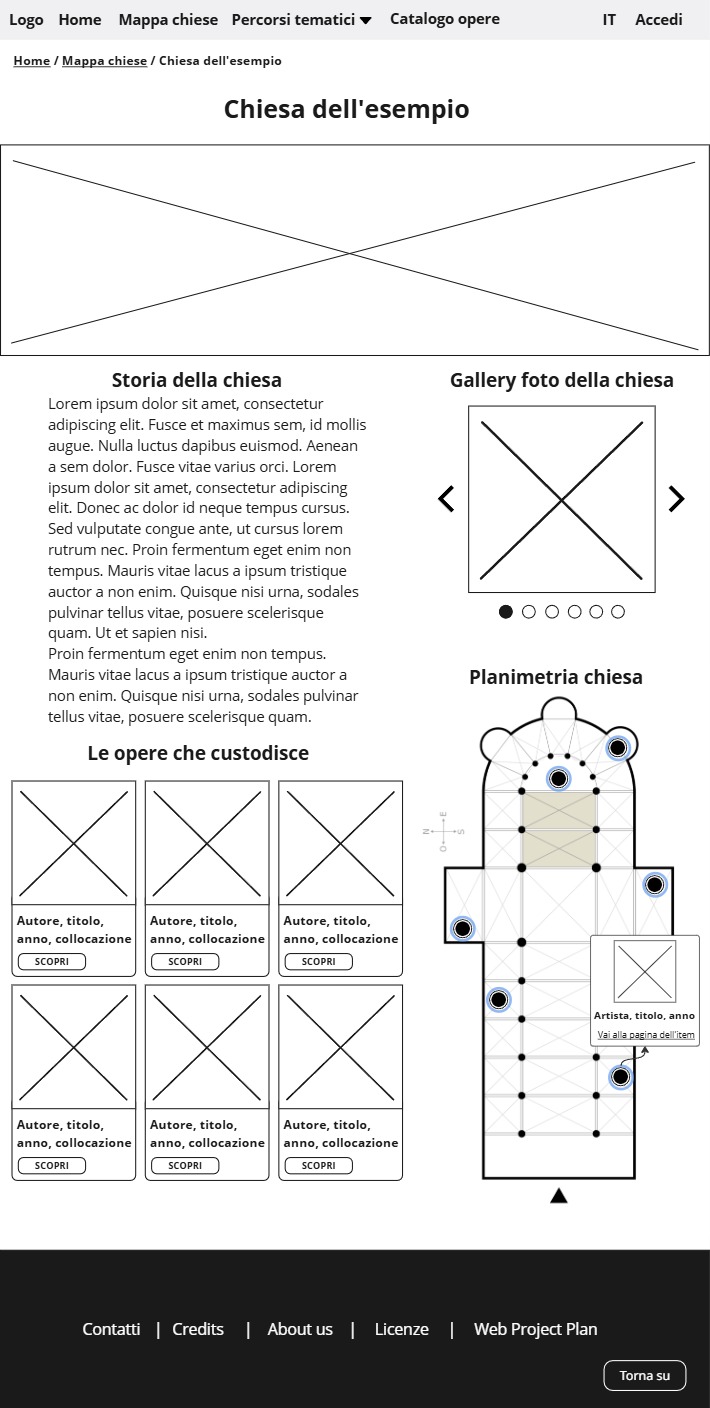 Logo Home Mappa chiese Percorsi tematici Catalogo opere IT Accedi
Home / Mappa chiese / Chiesa dell'esempio
Chiesa dell'esempio
Storia della chiesa
Lorem ipsum dolor sit amet, consectetur
adipiscing elit. Fusce et maximus sem, id mollis
augue. Nulla luctus dapibus euismod. Aenean
a sem dolor. Fusce vitae varius orci. Lorem
ipsum dolor sit amet, consectetur adipiscing
elit. Donec ac dolor id neque tempus cursus.
Sed vulputate congue ante, ut cursus lorem
rutrum nec. Proin fermentum eget enim non
tempus. Mauris vitae lacus a ipsum tristique
auctor a non enim. Quisque nisi urna, sodales
pulvinar tellus vitae, posuere scelerisque
quam. Ut et sapien nisi.
Proin fermentum eget enim non tempus.
Mauris vitae lacus a ipsum tristique auctor a
non enim. Quisque nisi urna, sodales pulvinar
tellus vitae, posuere scelerisque quam.
Gallery foto della chiesa
Planimetria chiesa
N E S O
Artista, titolo, anno
Vai alla pagina dell'item
Le opere che custodisce
Autore, titolo,
anno, collocazione
SCOPRI
Autore, titolo,
anno, collocazione
SCOPRI
Autore, titolo,
anno, collocazione
SCOPRI
Autore, titolo,
anno, collocazione
SCOPRI
Autore, titolo,
anno, collocazione
SCOPRI
Autore, titolo,
anno, collocazione
SCOPRI
Contatti | Credits | About us | Licenze | Web Project Plan
Torna su